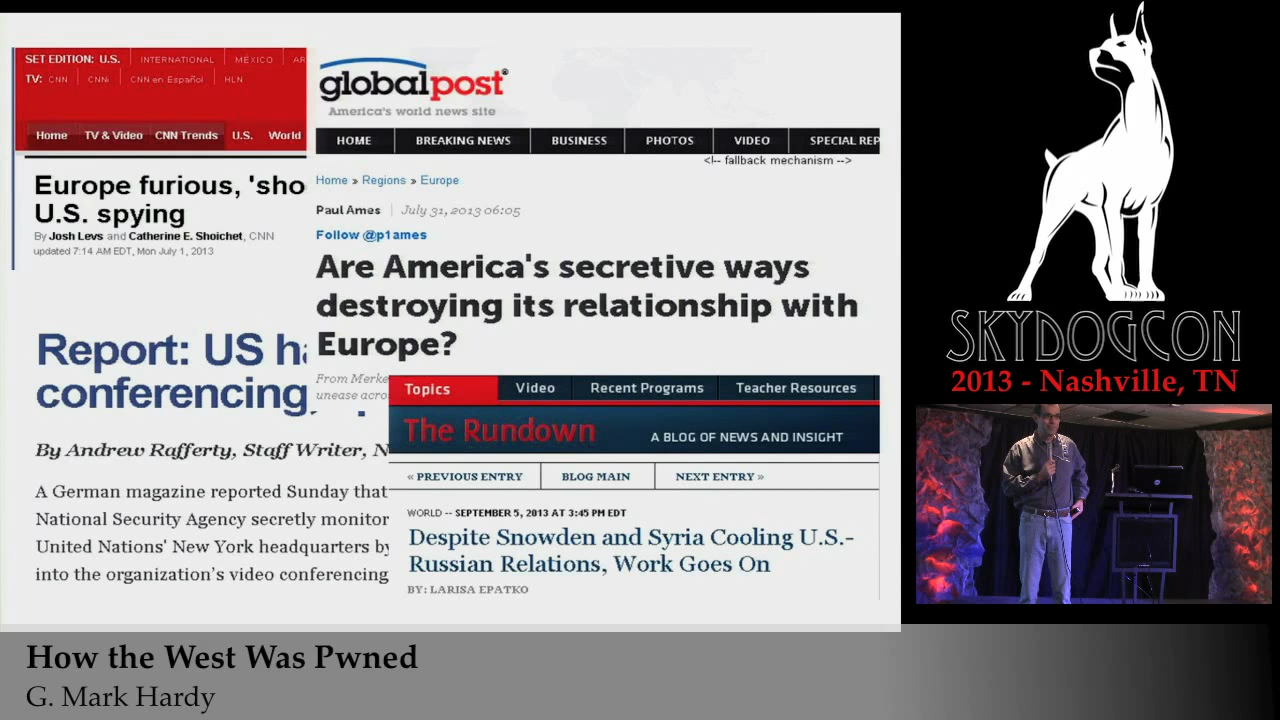 SET EDITION: U.S.
INTERNATIONAL
MÉXICO
AR
TV: CNN
CNNi
CNN en Español
HLN
Home
TV & Video
CNN Trends
U.S.
World
Europe furious, 'sho
U.S. spying
By Josh Levs and Catherine E. Shoichet, CNN
updated 7:14 AM EDT, Mon July 1, 2013
Report: US ha
conferencing,
By Andrew Rafferty, Staff Writer, N
A German magazine reported Sunday that
National Security Agency secretly monitor
United Nations' New York headquarters by
into the organization's video conferencing
globalpost®
America's world news site
HOME
BREAKING NEWS
BUSINESS
PHOTOS
VIDEO
SPECIAL REP
<!-- fallback mechanism -->
Home » Regions » Europe
Paul Ames | July 31, 2013 06:05
Follow @p1ames
Are America's secretive ways
destroying its relationship with
Europe?
From Merke
unease acro
Topics
Video
Recent Programs
Teacher Resources
The Rundown
A BLOG OF NEWS AND INSIGHT
« PREVIOUS ENTRY
BLOG MAIN
NEXT ENTRY »
WORLD -- SEPTEMBER 5, 2013 AT 3:45 PM EDT
Despite Snowden and Syria Cooling U.S.-
Russian Relations, Work Goes On
BY: LARISA EPATKO
SKYDOGCON
2013 - Nashville, TN
How the West Was Pwned
G. Mark Hardy